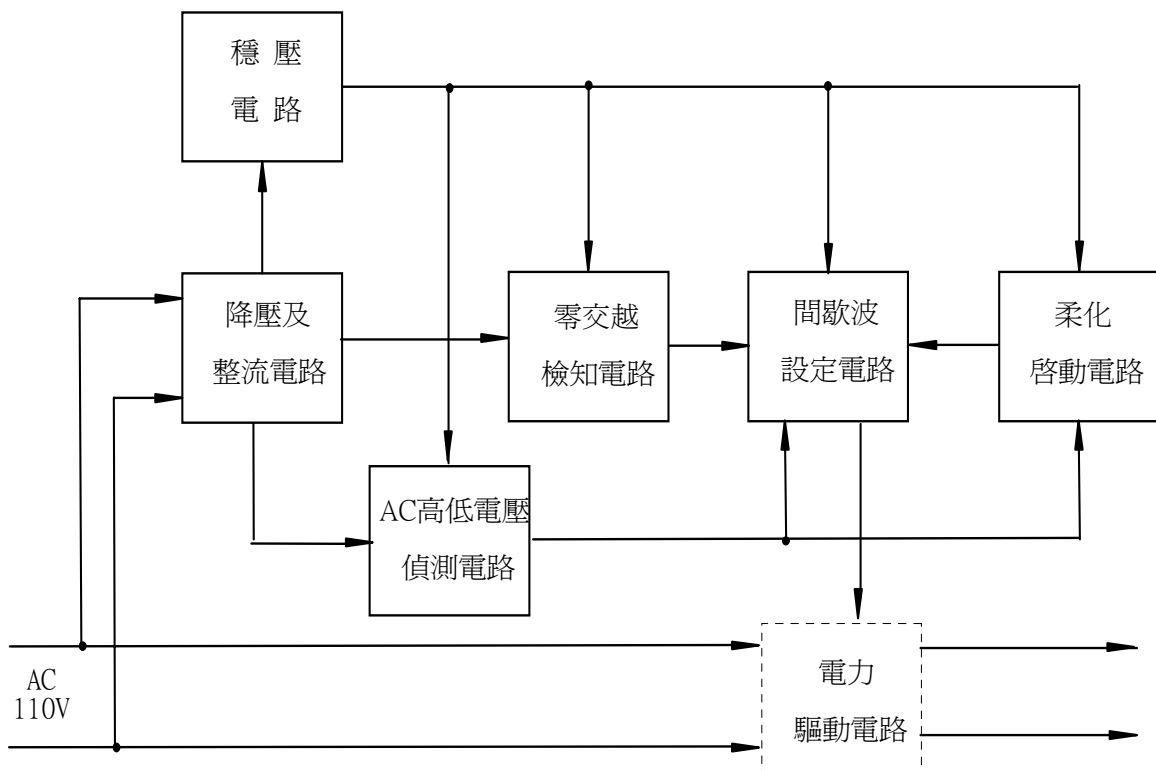 穩 壓
電 路
降壓及
整流電路
零交越
檢知電路
間歇波
設定電路
柔化
啓動電路
AC高低電壓
偵測電路
AC
110V
電力
驅動電路